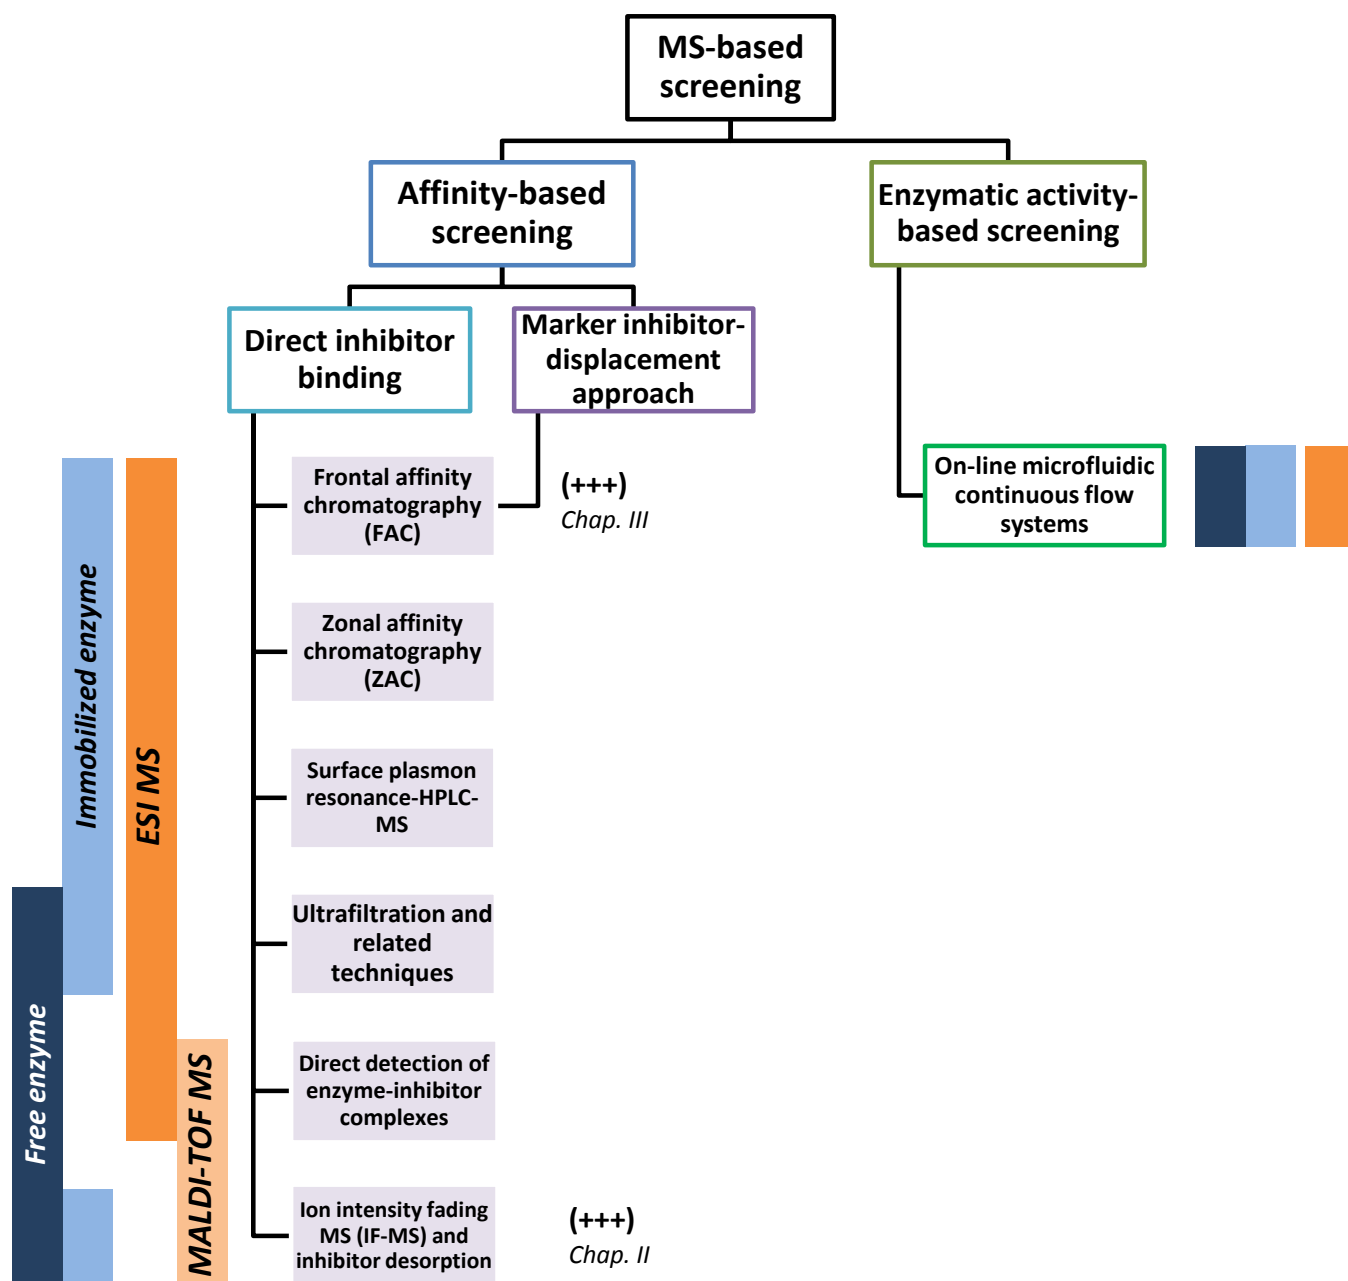 MS-based
screening
Affinity-based
screening
Enzymatic activity-
based screening
Direct inhibitor
binding
Marker inhibitor-
displacement
approach
Frontal affinity
chromatography
(FAC)
(+++)
Chap. III
On-line microfluidic
continuous flow
systems
Zonal affinity
chromatography
(ZAC)
Surface plasmon
resonance-HPLC-
MS
Ultrafiltration and
related
techniques
Direct detection of
enzyme-inhibitor
complexes
Ion intensity fading
MS (IF-MS) and
inhibitor desorption
(+++)
Chap. II
Free enzyme
Immobilized enzyme
ESI MS
MALDI-TOF MS